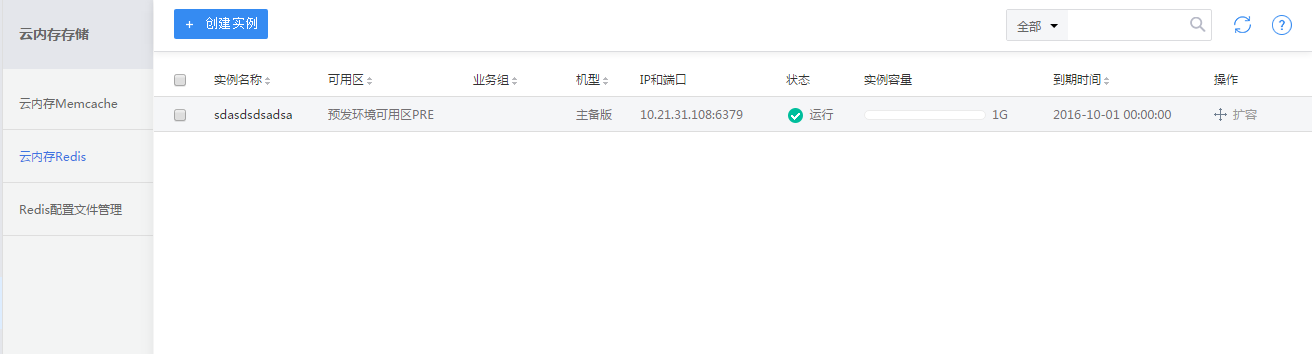 云内存存储
云内存Memcache
云内存Redis
Redis配置文件管理
+ 创建实例
全部
?
实例名称 可用区 业务组 机型 IP和端口 状态 实例容量 到期时间 操作
sdasdsdsadsa 预发环境可用区PRE 主备版 10.21.31.108:6379 运行 1G 2016-10-01 00:00:00 扩容